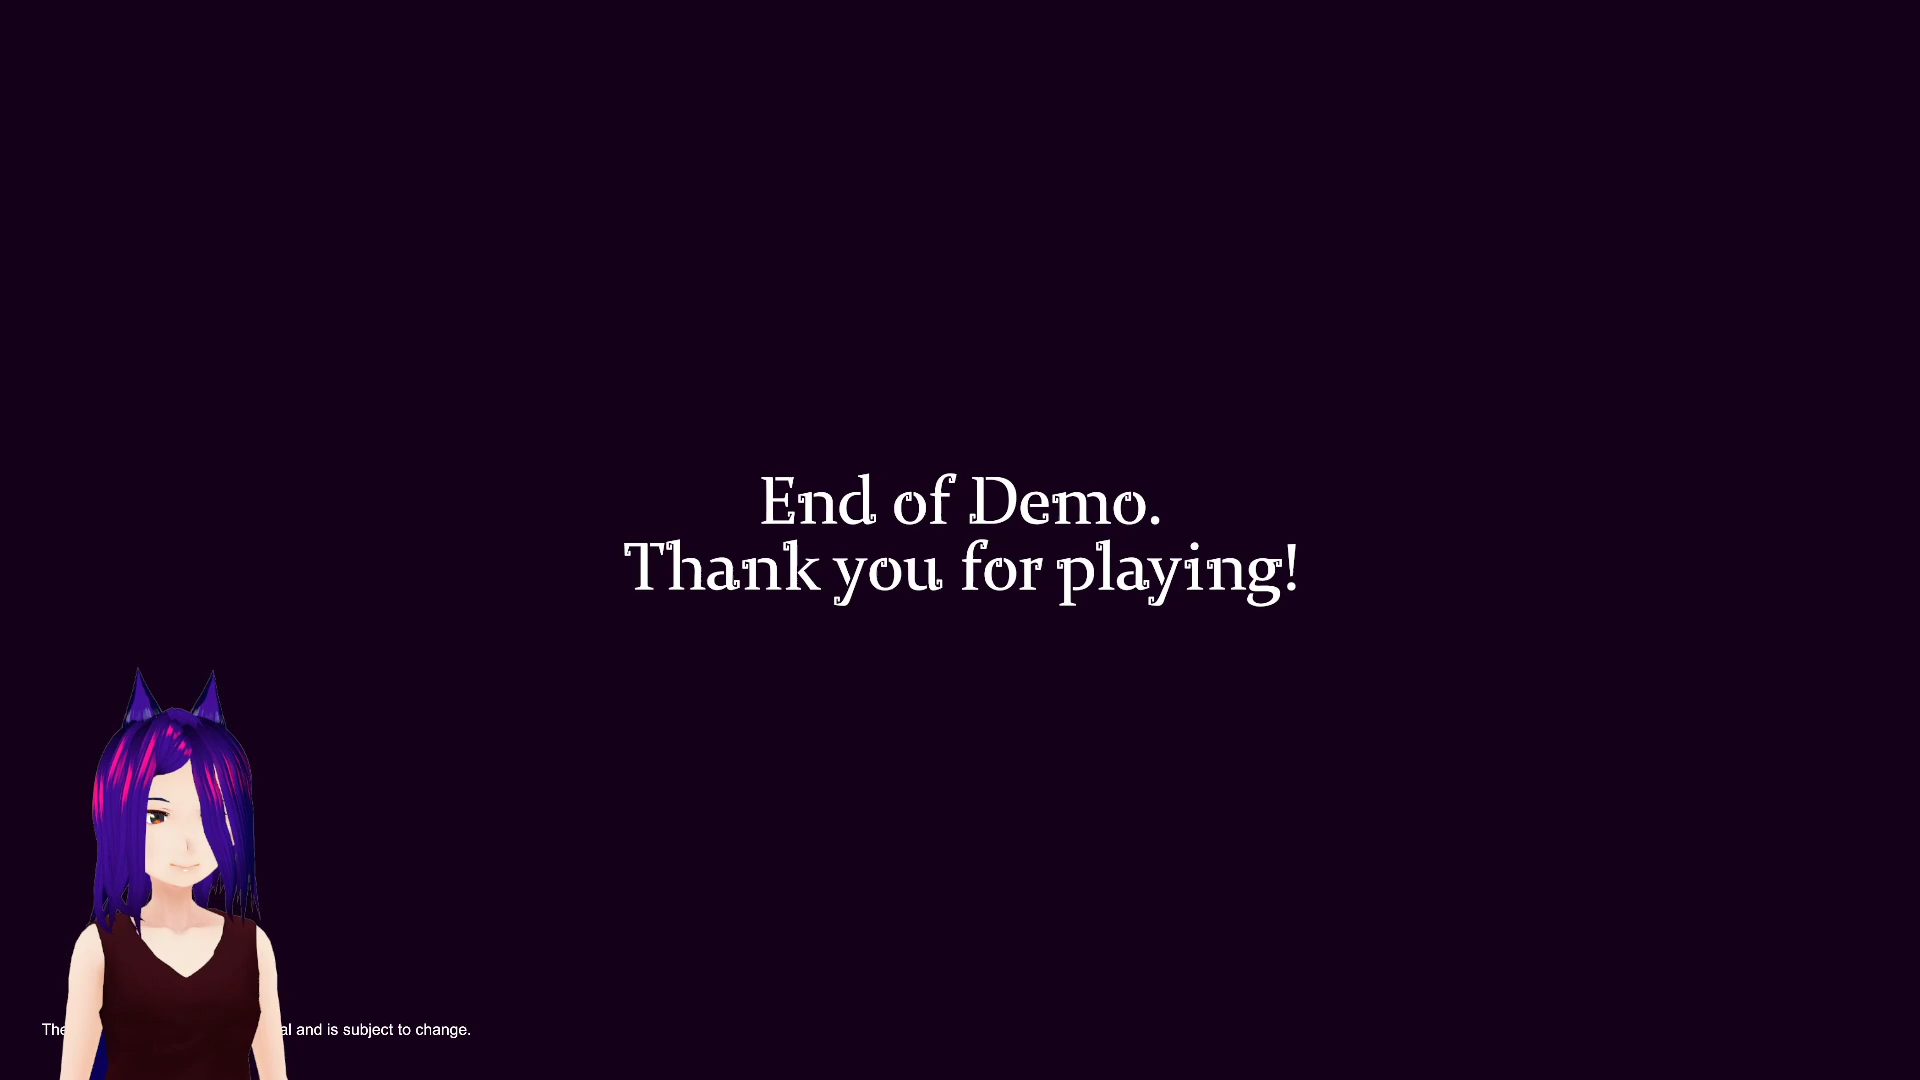 End of Demo.
Thank you for playing!
The
al and is subject to change.